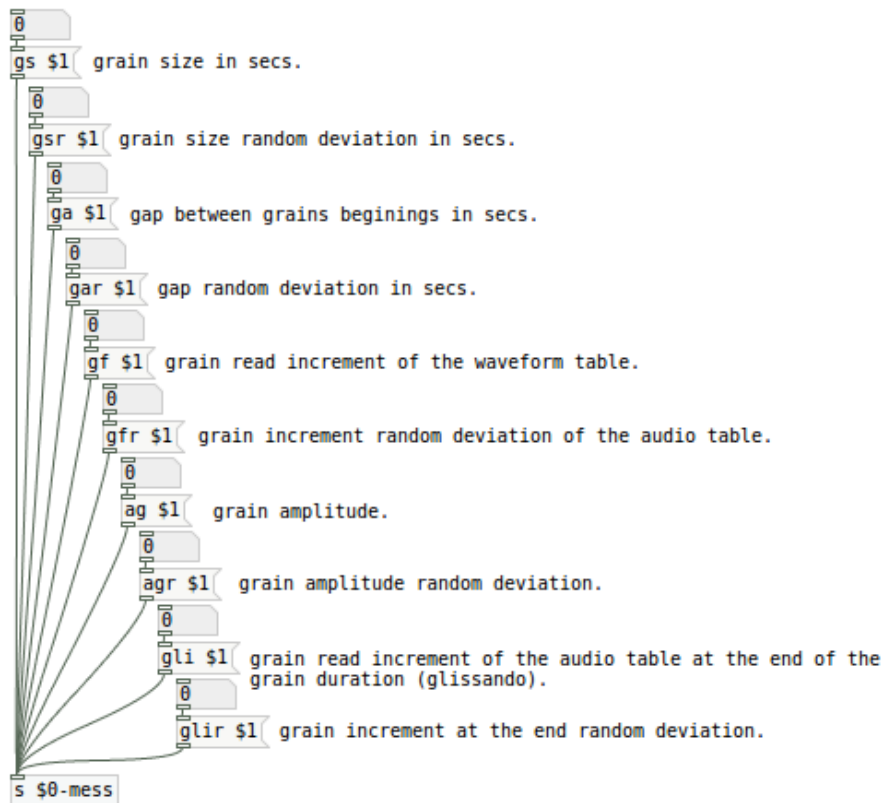 0
gs $1 grain size in secs.
0
gsr $1 grain size random deviation in secs.
0
ga $1 gap between grains beginings in secs.
0
gar $1 gap random deviation in secs.
0
gf $1 grain read increment of the waveform table.
0
gfr $1 grain increment random deviation of the audio table.
0
ag $1 grain amplitude.
0
agr $1 grain amplitude random deviation.
0
gli $1 grain read increment of the audio table at the end of the
grain duration (glissando).
0
glir $1 grain increment at the end random deviation.
s $0-mess